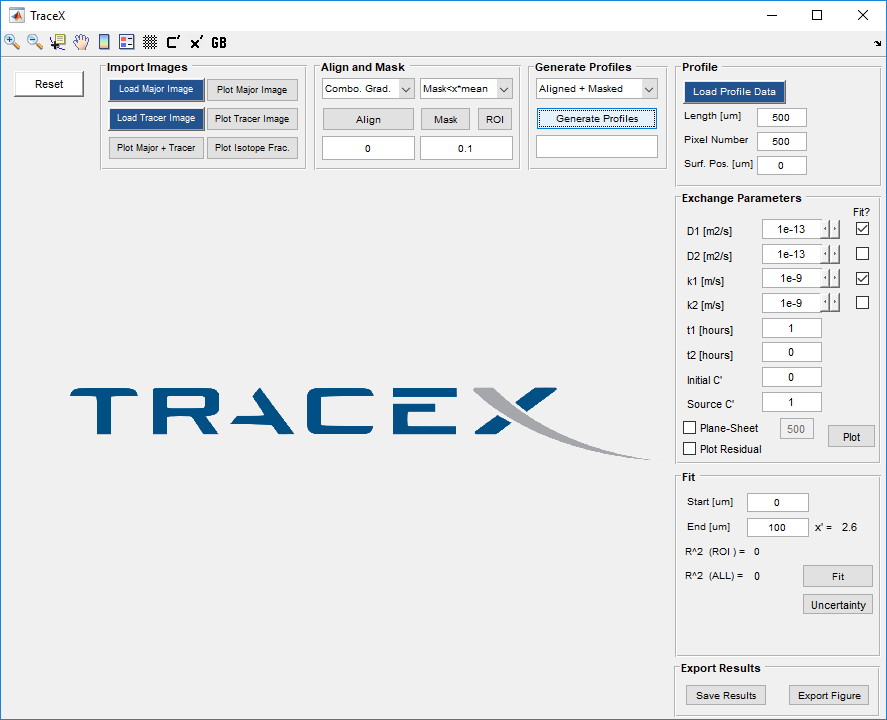 TraceX
C' x' GB
Reset
Import Images
Load Major Image Plot Major Image
Load Tracer Image Plot Tracer Image
Plot Major + Tracer Plot Isotope Frac.
Align and Mask
Combo. Grad. Mask<x*mean
Align Mask ROI
0 0.1
Generate Profiles
Aligned + Masked
Generate Profiles
Profile
Load Profile Data
Length [um] 500
Pixel Number 500
Surf. Pos. [um] 0
Exchange Parameters
Fit?
D1 [m2/s] 1e-13
D2 [m2/s] 1e-13
k1 [m/s] 1e-9
k2 [m/s] 1e-9
t1 [hours] 1
t2 [hours] 0
Initial C' 0
Source C' 1
Plane-Sheet 500
Plot
Plot Residual
TRACEX
Fit
Start [um] 0
End [um] 100 x' = 2.6
R^2 (ROI ) = 0
R^2 (ALL) = 0
Fit
Uncertainty
Export Results
Save Results Export Figure